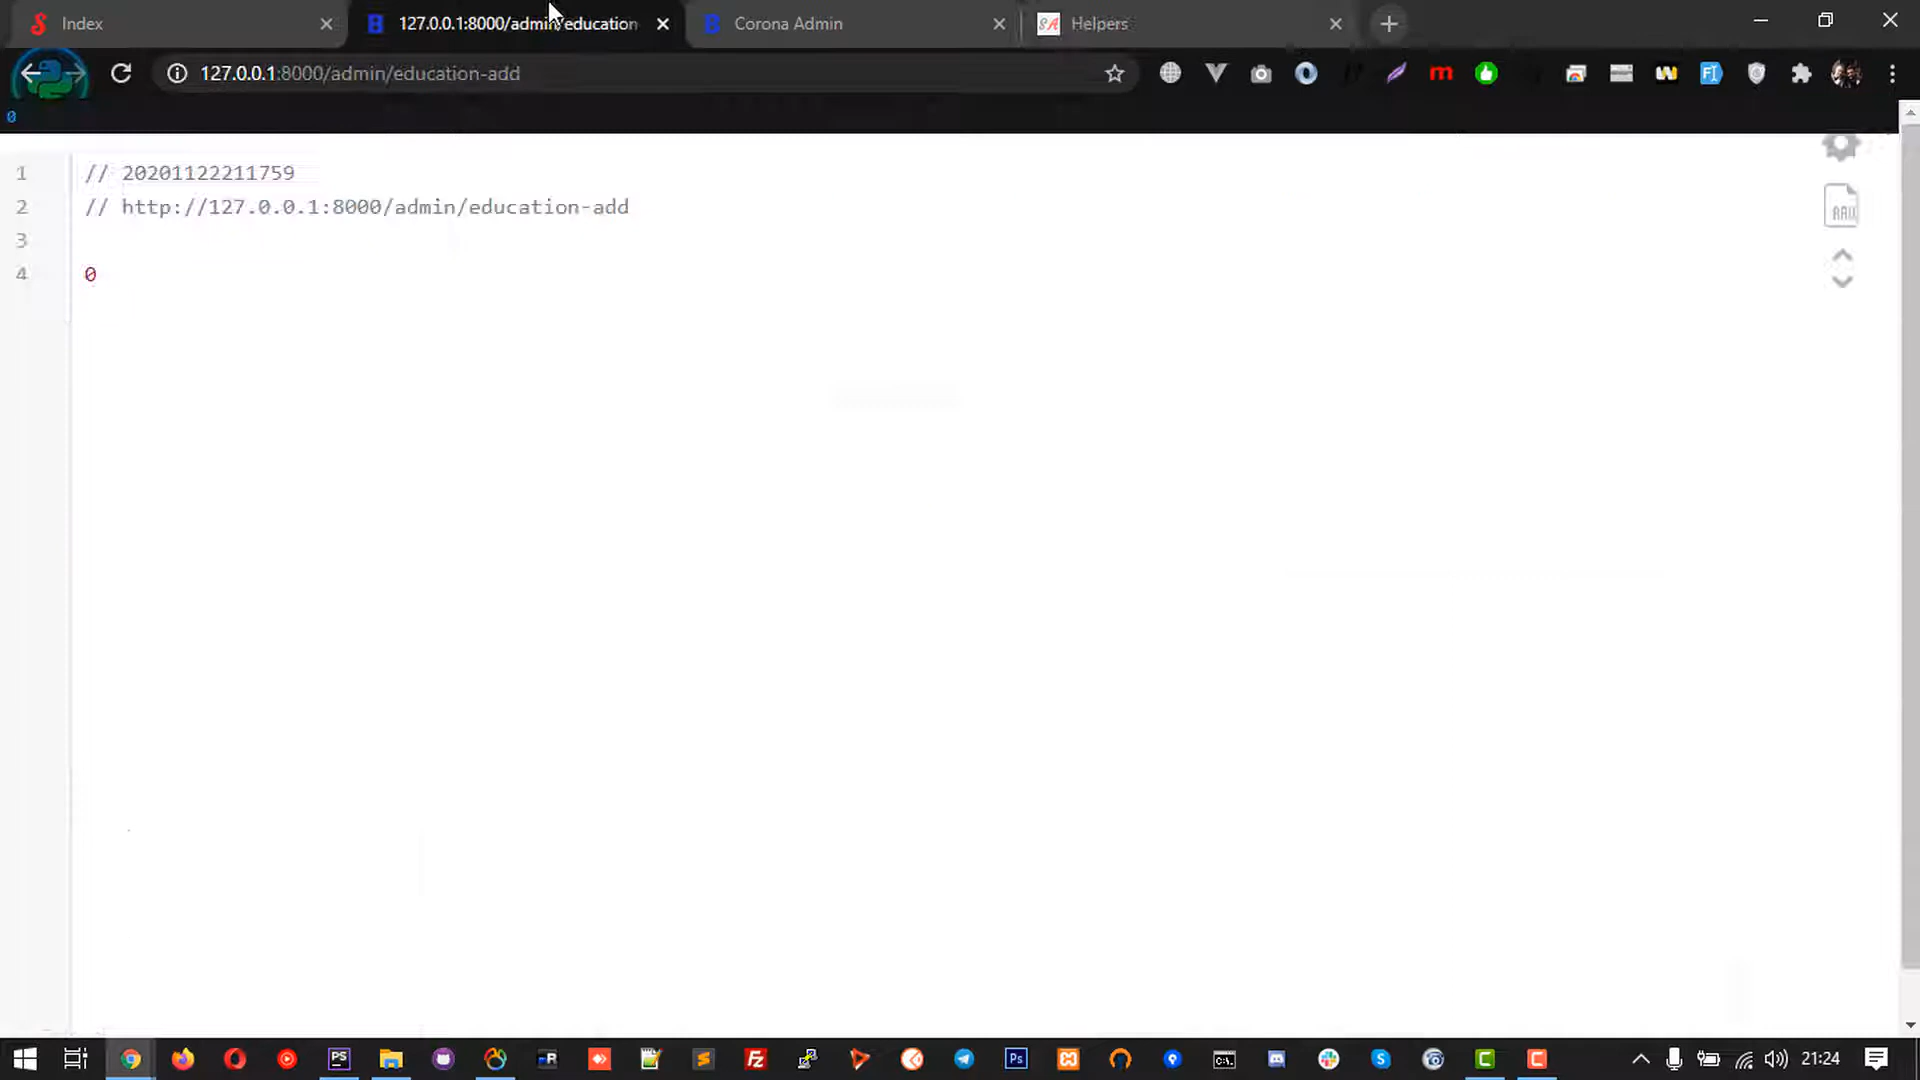 Index
127.0.0.1:8000/admin/education
Corona Admin
Helpers
127.0.0.1:8000/admin/education-add
0
1 // 20201122211759
2 // http://127.0.0.1:8000/admin/education-add
3
4 0
RAW
21:24